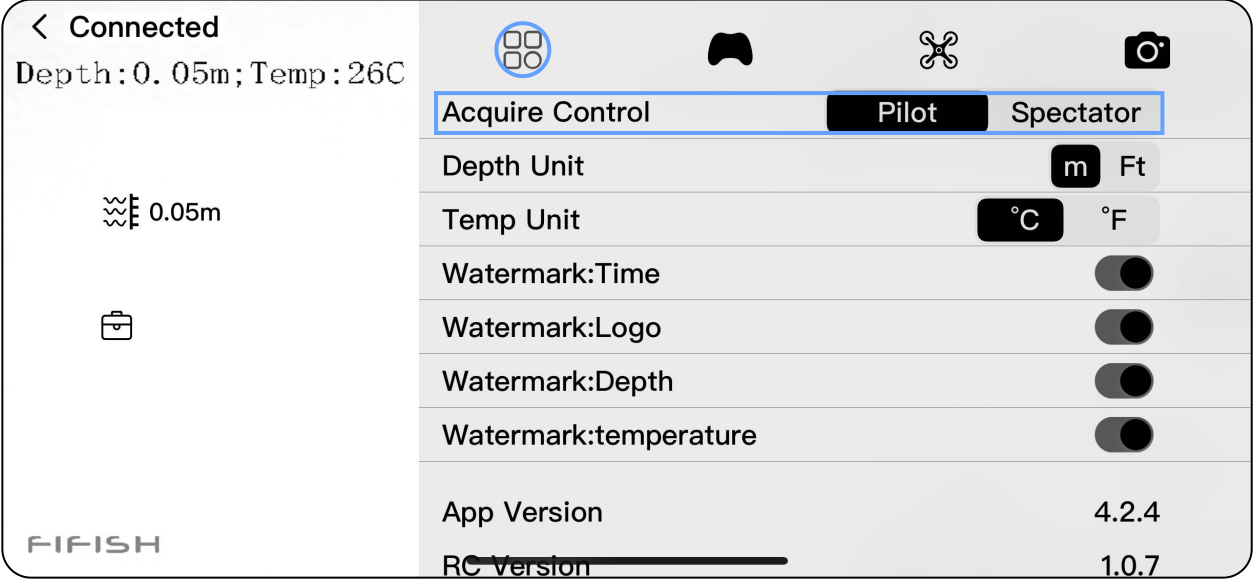 Connected
Depth:0.05m;Temp:26C
0.05m
FIFISH
Acquire Control Pilot Spectator
Depth Unit m Ft
Temp Unit °C °F
Watermark:Time
Watermark:Logo
Watermark:Depth
Watermark:temperature
App Version 4.2.4
RC Version 1.0.7